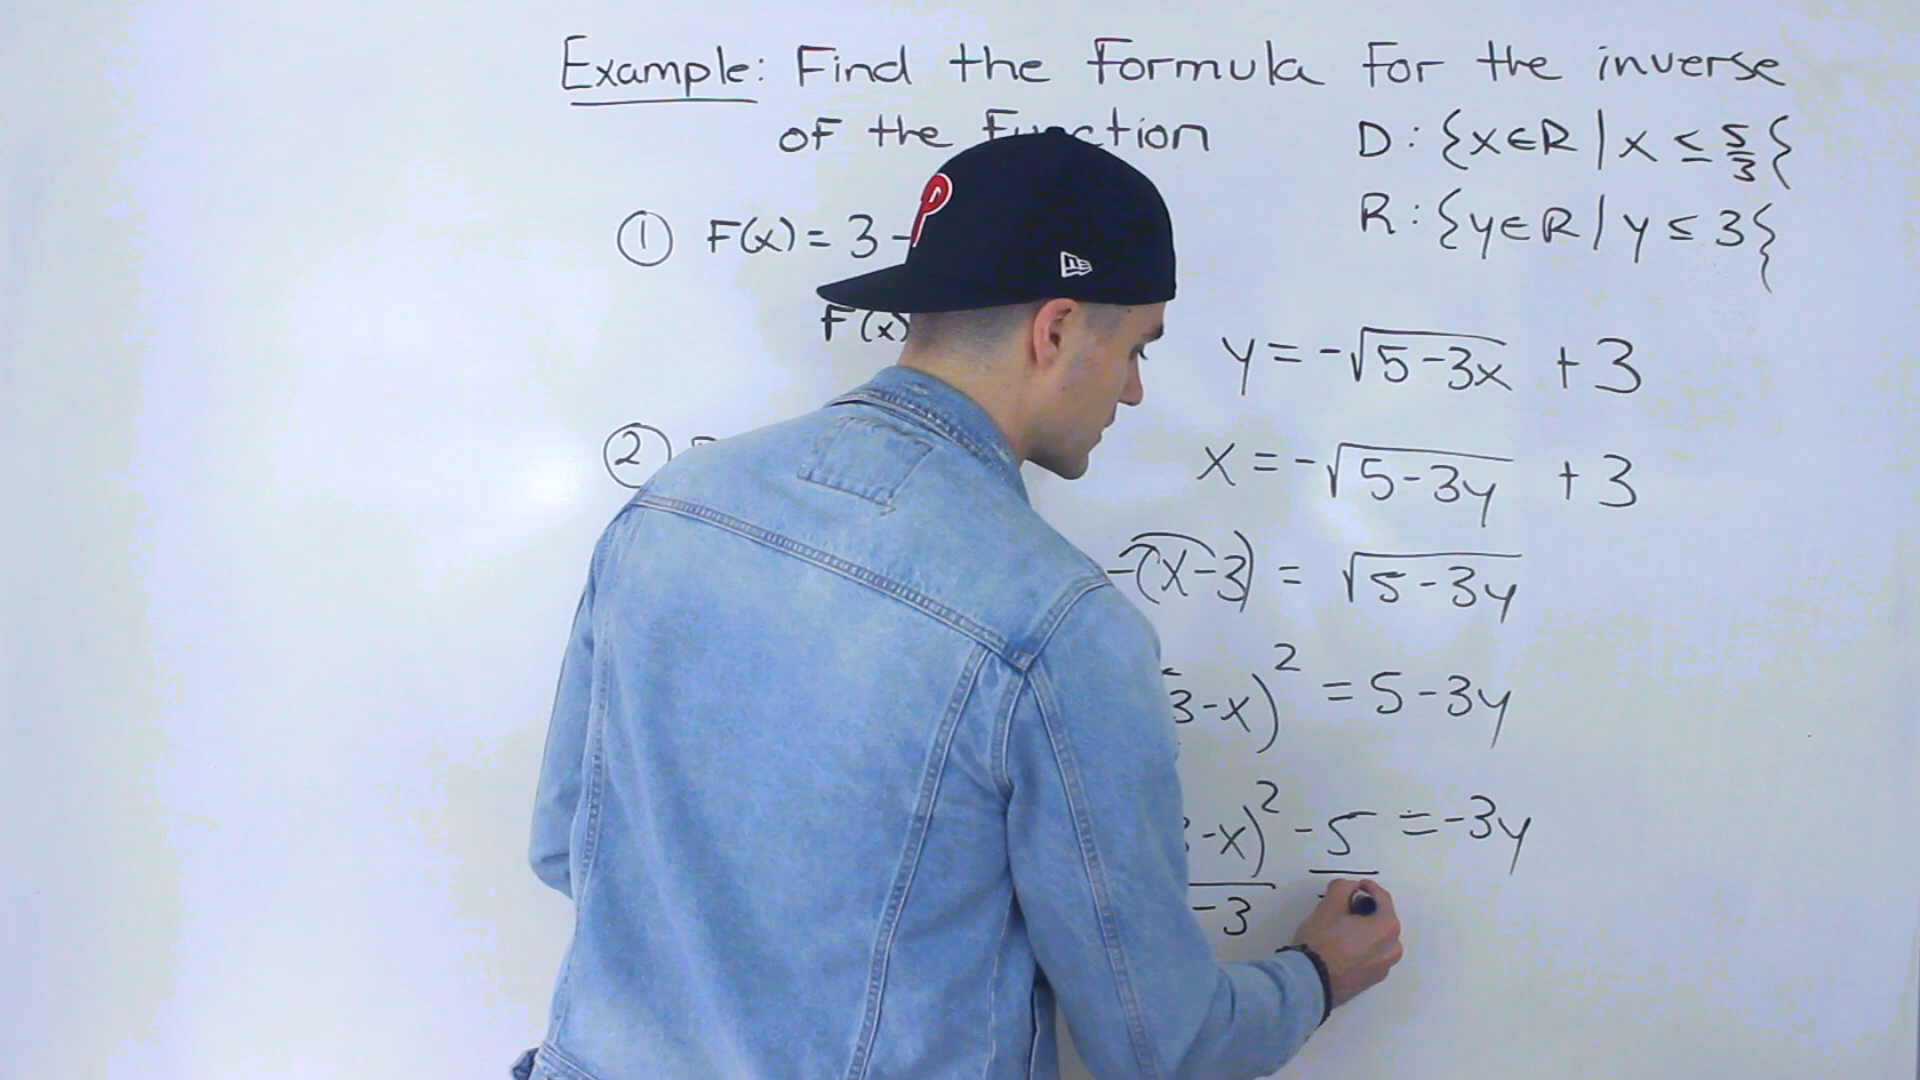 Example: Find the Formula For the inverse
of the Function
D: {x∈R | x ≤ 5/3}
R: {y∈R | y ≤ 3}
① F(x) = 3 -
F(x)
y = -√(5-3x) + 3
②
x = -√(5-3y) + 3
-(x-3) = √(5-3y)
3-x)² = 5-3y
-x)² - 5 = -3y
-3